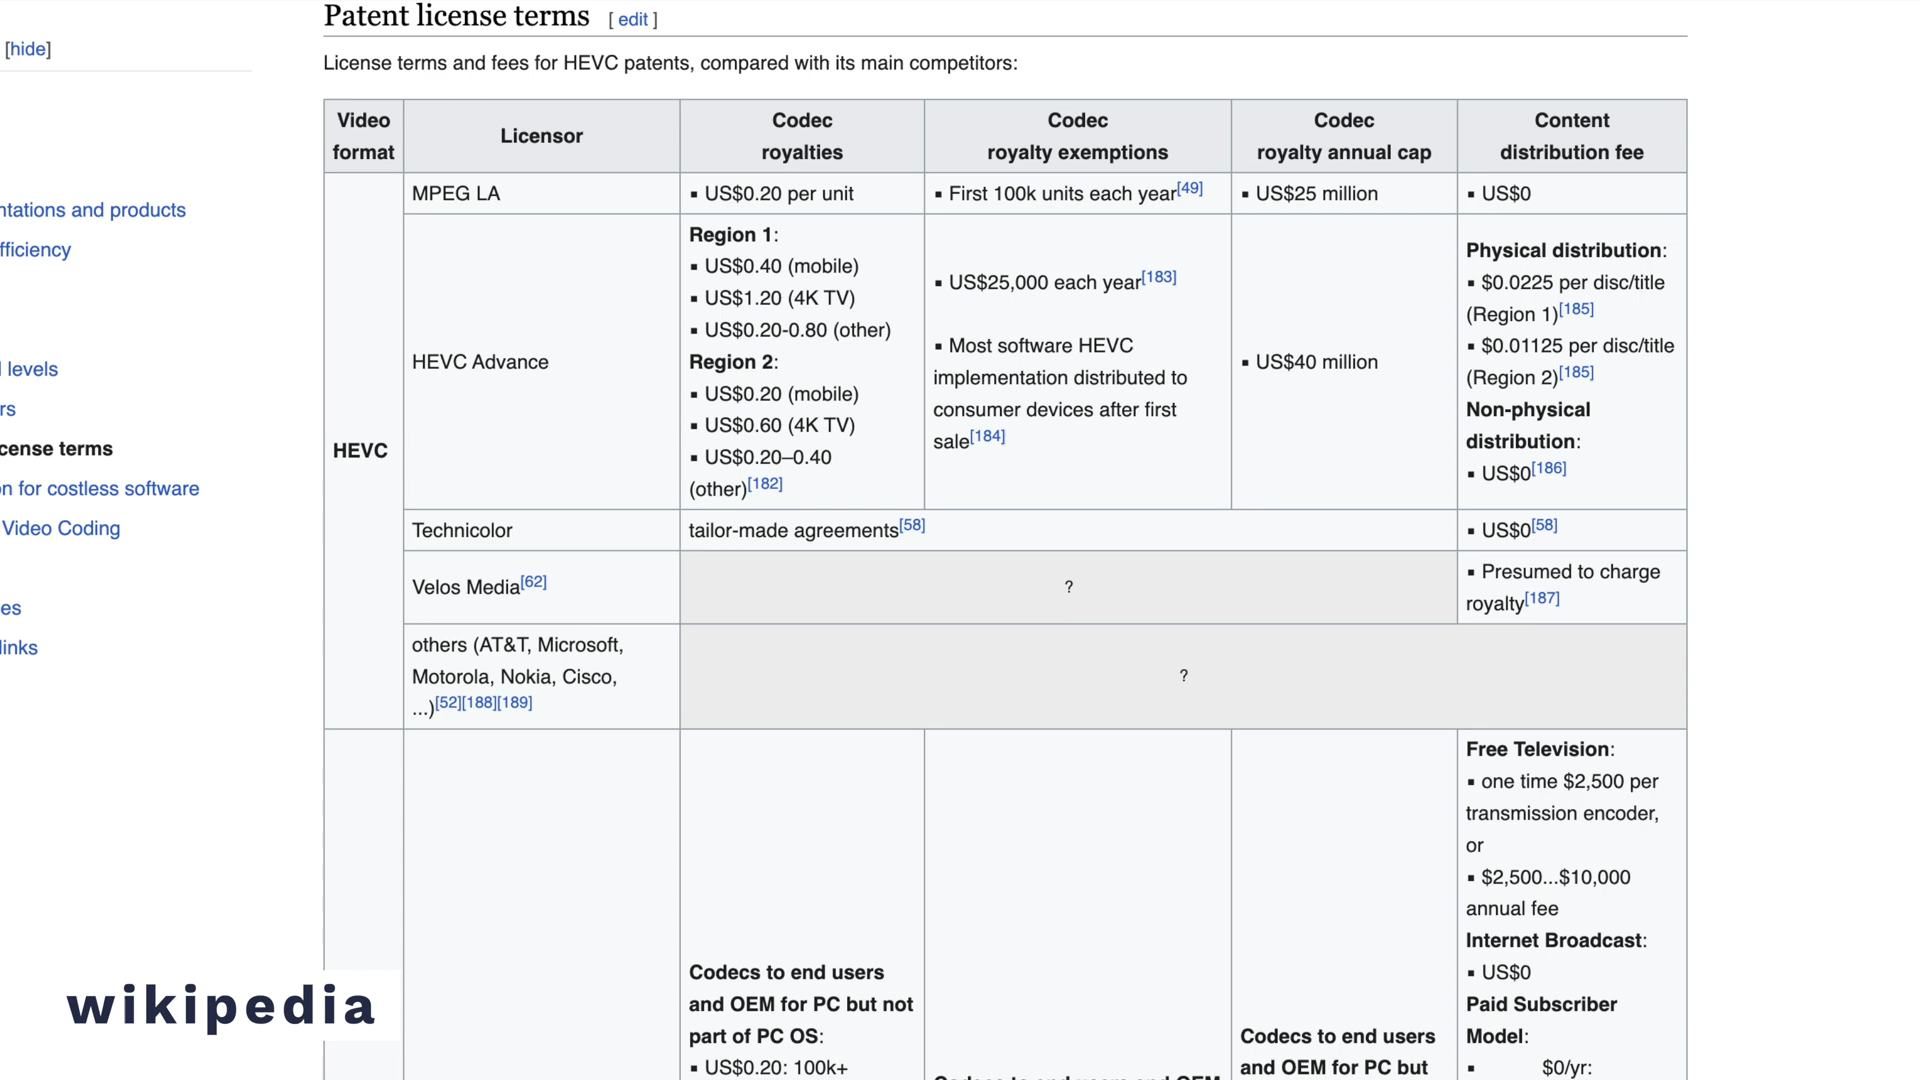 Patent license terms [ edit ]
[hide]
License terms and fees for HEVC patents, compared with its main competitors:
Video format
Licensor
Codec royalties
Codec royalty exemptions
Codec royalty annual cap
Content distribution fee
HEVC
MPEG LA
▪ US$0.20 per unit
▪ First 100k units each year[49]
▪ US$25 million
▪ US$0
HEVC Advance
Region 1:
▪ US$0.40 (mobile)
▪ US$1.20 (4K TV)
▪ US$0.20-0.80 (other)
Region 2:
▪ US$0.20 (mobile)
▪ US$0.60 (4K TV)
▪ US$0.20–0.40
(other)[182]
▪ US$25,000 each year[183]
▪ Most software HEVC
implementation distributed to
consumer devices after first
sale[184]
▪ US$40 million
Physical distribution:
▪ $0.0225 per disc/title
(Region 1)[185]
▪ $0.01125 per disc/title
(Region 2)[185]
Non-physical
distribution:
▪ US$0[186]
Technicolor
tailor-made agreements[58]
▪ US$0[58]
Velos Media[62]
?
▪ Presumed to charge
royalty[187]
others (AT&T, Microsoft,
Motorola, Nokia, Cisco,
...)[52][188][189]
?
Codecs to end users
and OEM for PC but not
part of PC OS:
▪ US$0.20: 100k+
Codecs to end users and OEM
Codecs to end users
and OEM for PC but
Free Television:
▪ one time $2,500 per
transmission encoder,
or
▪ $2,500...$10,000
annual fee
Internet Broadcast:
▪ US$0
Paid Subscriber
Model:
▪ $0/yr:
ntations and products
fficiency
l levels
rs
cense terms
on for costless software
Video Coding
es
links
wikipedia